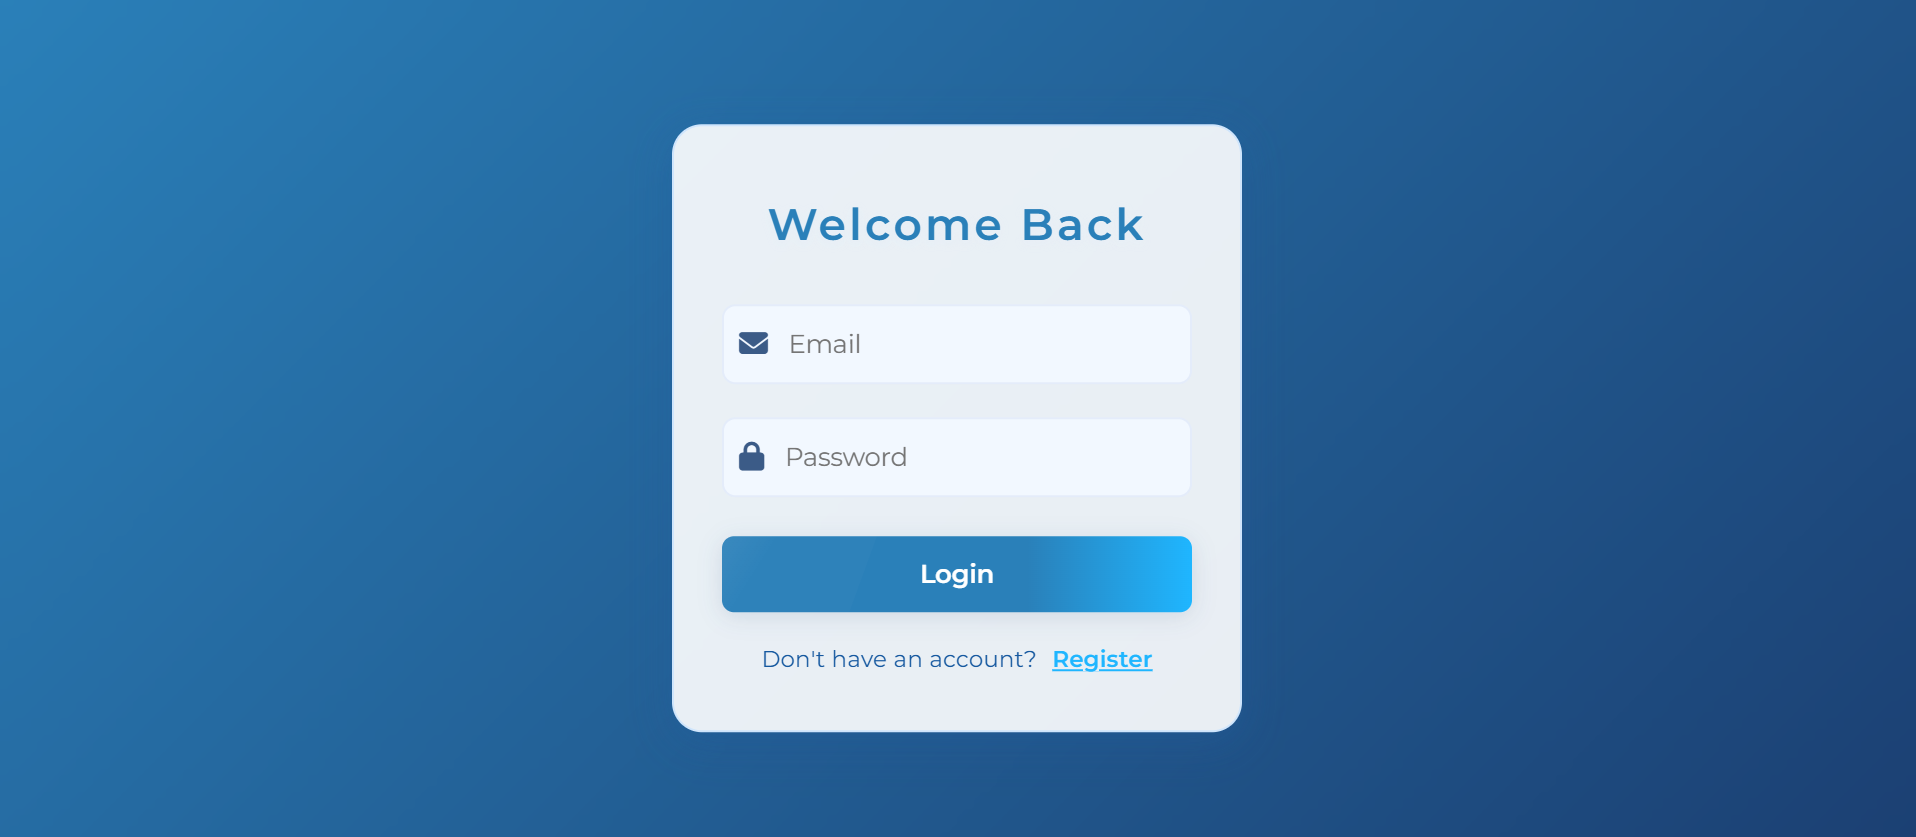 Welcome Back
Email
Password
Login
Don't have an account? Register